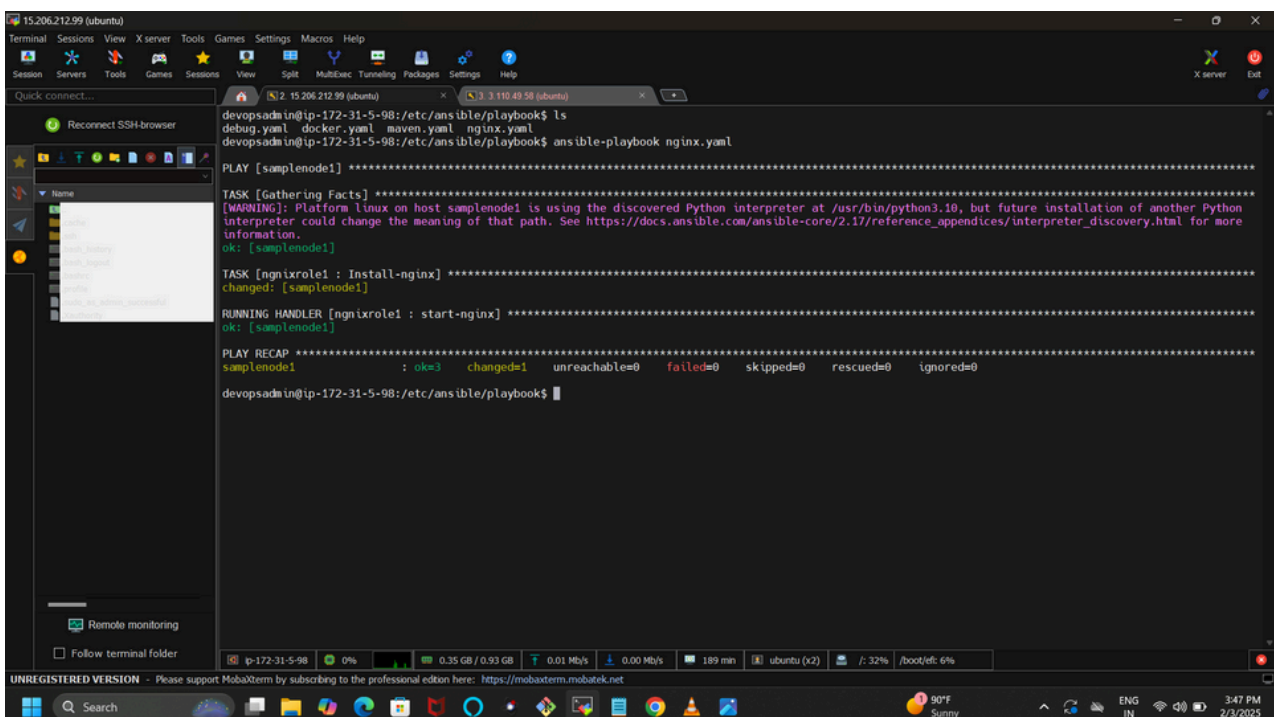 15.206.212.99 (ubuntu)
Terminal Sessions View X server Tools Games Settings Macros Help
Session Servers Tools Games Sessions View Split MultiExec Tunneling Packages Settings Help X server Exit
Quick connect...
2. 15.206.212.99 (ubuntu)
3. 3.110.49.58 (ubuntu)
Reconnect SSH-browser
Name
.cache
.ssh
.bash_history
.bash_logout
.bashrc
.profile
.sudo_as_admin_successful
.Xauthority
Remote monitoring
Follow terminal folder
devopsadmin@ip-172-31-5-98:/etc/ansible/playbook$ ls
debug.yaml docker.yaml maven.yaml nginx.yaml
devopsadmin@ip-172-31-5-98:/etc/ansible/playbook$ ansible-playbook nginx.yaml
PLAY [samplenode1] ****
TASK [Gathering Facts] ****
[WARNING]: Platform linux on host samplenode1 is using the discovered Python interpreter at /usr/bin/python3.10, but future installation of another Python
interpreter could change the meaning of that path. See https://docs.ansible.com/ansible-core/2.17/reference_appendices/interpreter_discovery.html for more
information.
ok: [samplenode1]
TASK [ngnixrole1 : Install-nginx] ****
changed: [samplenode1]
RUNNING HANDLER [ngnixrole1 : start-nginx] ****
ok: [samplenode1]
PLAY RECAP ****
samplenode1 : ok=3 changed=1 unreachable=0 failed=0 skipped=0 rescued=0 ignored=0
devopsadmin@ip-172-31-5-98:/etc/ansible/playbook$
ip-172-31-5-98 0% 0.35 GB / 0.93 GB 0.01 Mb/s 0.00 Mb/s 189 min ubuntu (x2) /: 32% /boot/efi: 6%
UNREGISTERED VERSION - Please support MobaXterm by subscribing to the professional edition here: https://mobaxterm.mobatek.net
Search
1
90°F
Sunny
ENG
IN
3:47 PM
2/3/2025